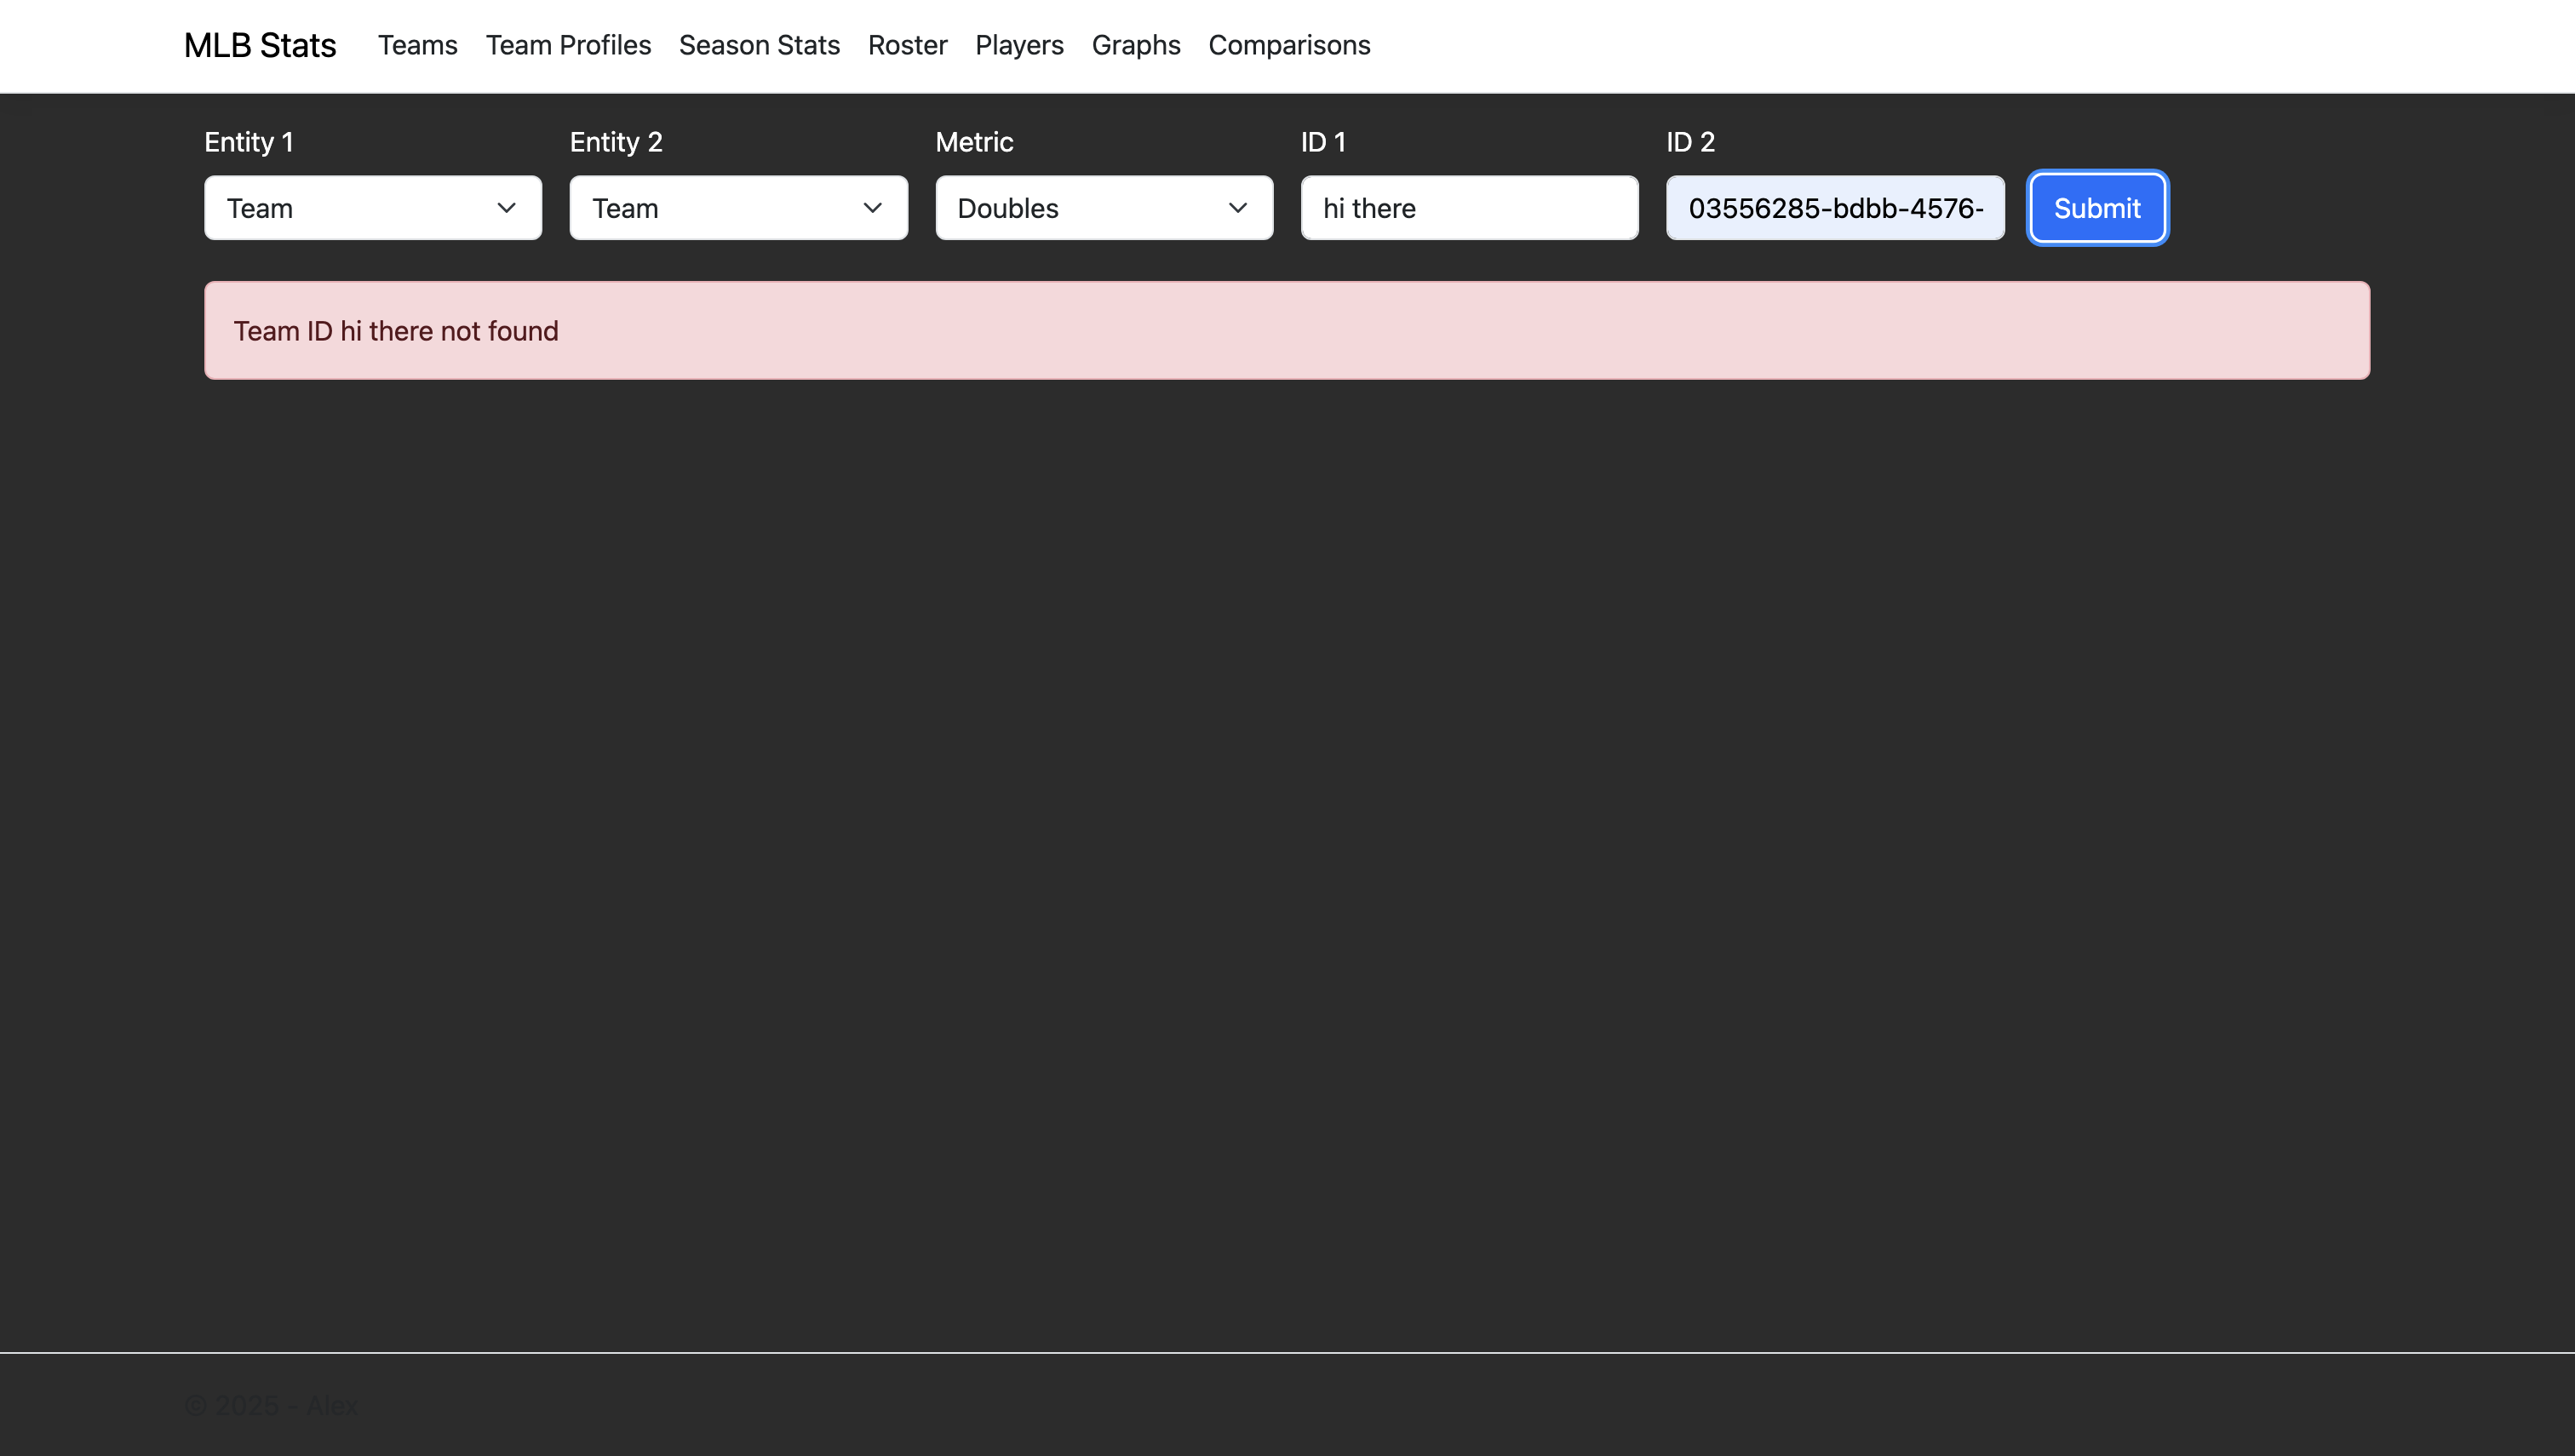 MLB Stats Teams Team Profiles Season Stats Roster Players Graphs Comparisons
Entity 1 Entity 2 Metric ID 1 ID 2
Team Team Doubles hi there 03556285-bdbb-4576- Submit
Team ID hi there not found
© 2025 - Alex